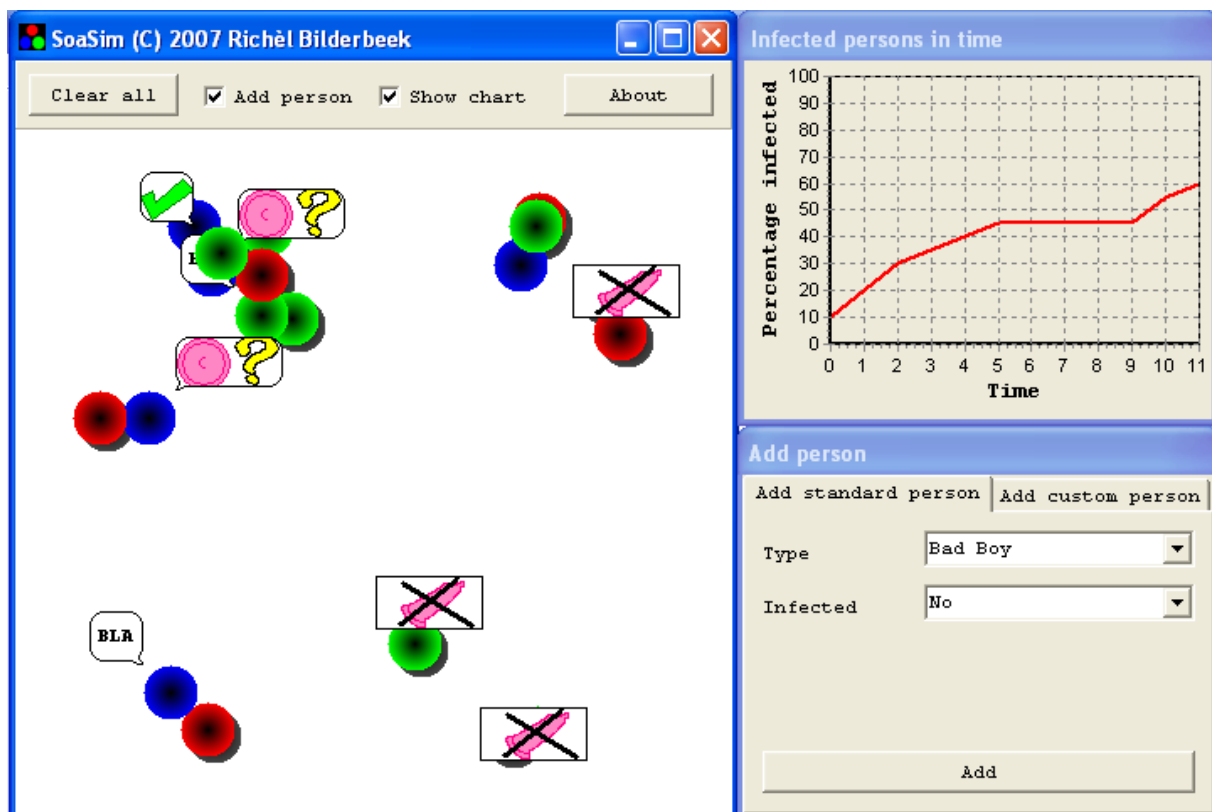 SoaSim (C) 2007 Richèl Bilderbeek
Clear all
Add person
Show chart
About
C
?
C
?
BLA
Infected persons in time
Percentage infected
100
90
80
70
60
50
40
30
20
10
0
0 1 2 3 4 5 6 7 8 9 10 11
Time
Add person
Add standard person
Add custom person
Type
Bad Boy
Infected
No
Add